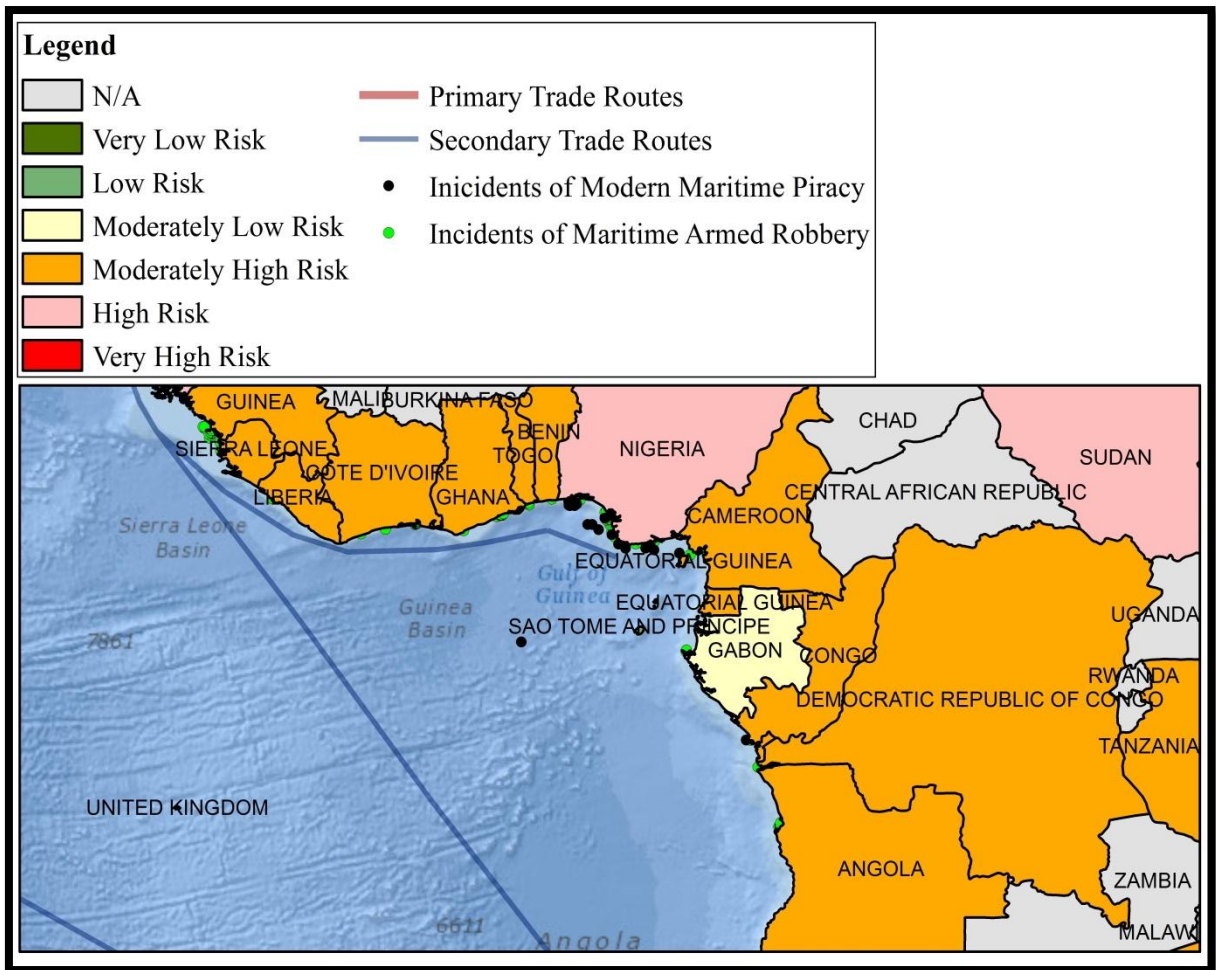 Legend
N/A
Very Low Risk
Low Risk
Moderately Low Risk
Moderately High Risk
High Risk
Very High Risk
Primary Trade Routes
Secondary Trade Routes
Inicidents of Modern Maritime Piracy
Incidents of Maritime Armed Robbery
GUINEA
MALI
BURKINA FASO
BENIN
NIGERIA
CHAD
SUDAN
SIERRA LEONE
TOGO
CÔTE D'IVOIRE
GHANA
LIBERIA
CENTRAL AFRICAN REPUBLIC
CAMEROON
Sierra Leone
Basin
EQUATORIAL GUINEA
Gulf of
Guinea
Guinea
Basin
EQUATORIAL GUINEA
UGANDA
SAO TOME AND PRINCIPE
7861
GABON
CONGO
RWANDA
DEMOCRATIC REPUBLIC OF CONGO
TANZANIA
UNITED KINGDOM
ANGOLA
ZAMBIA
6611
MALAW
Angola